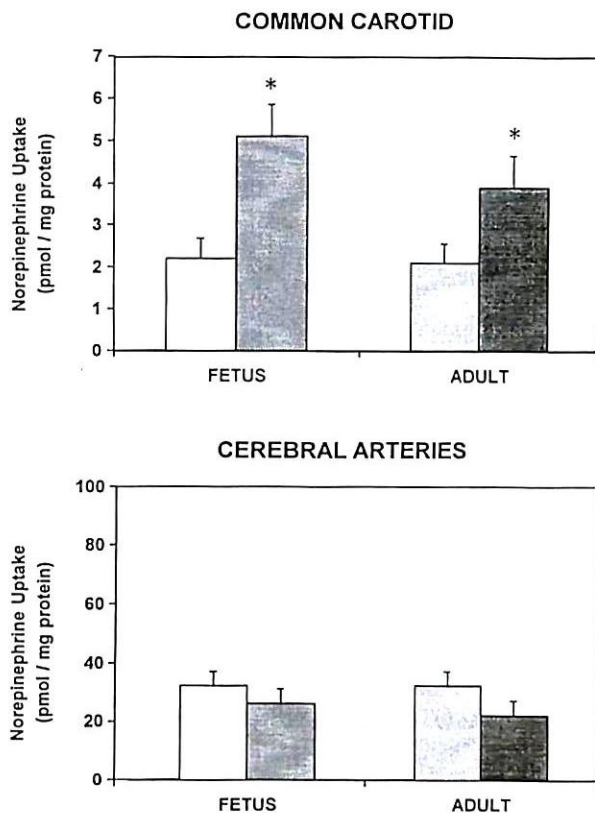 COMMON CAROTID
Norepinephrine Uptake
(pmol / mg protein)
7
6
5
4
3
2
1
0
*
*
FETUS
ADULT
CEREBRAL ARTERIES
Norepinephrine Uptake
(pmol / mg protein)
100
80
60
40
20
0
FETUS
ADULT